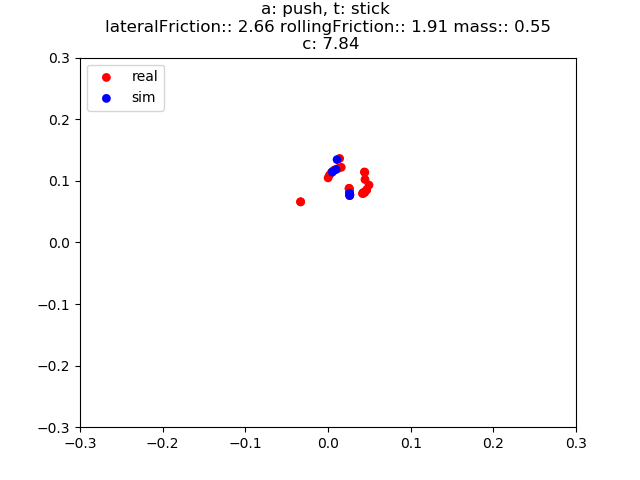 a: push, t: stick
lateralFriction:: 2.66 rollingFriction:: 1.91 mass:: 0.55
c: 7.84
real
sim
0.3
0.2
0.1
0.0
−0.1
−0.2
−0.3
−0.3 −0.2 −0.1 0.0 0.1 0.2 0.3